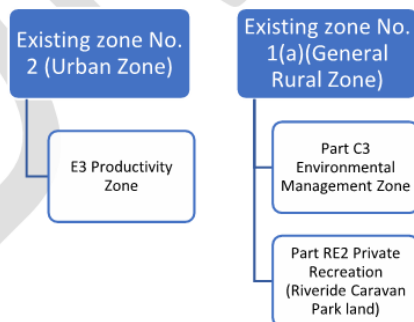 Existing zone No.
2 (Urban Zone)
E3 Productivity
Zone
Existing zone No.
1(a)(General
Rural Zone)
Part C3
Environmental
Management Zone
Part RE2 Private
Recreation
(Riveride Caravan
Park land)